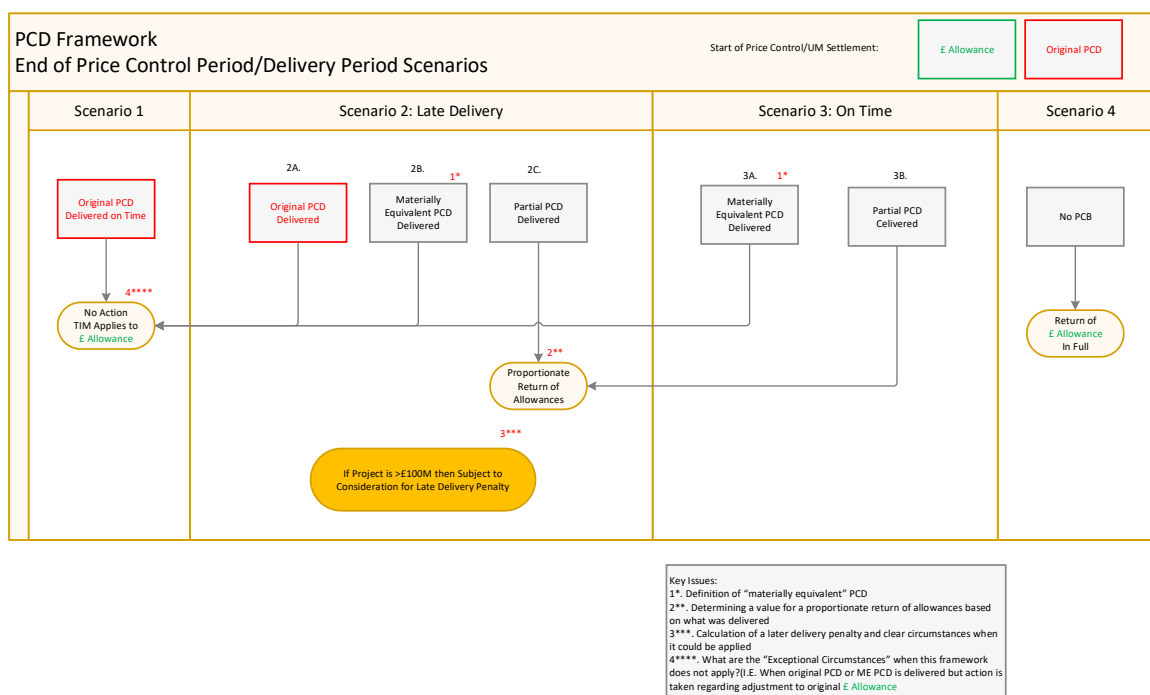 PCD Framework
End of Price Control Period/Delivery Period Scenarios
Start of Price Control/UM Settlement:
£ Allowance
Original PCD
Scenario 1
Scenario 2: Late Delivery
Scenario 3: On Time
Scenario 4
2A.
2B.
1*
2C.
3A.
1*
3B.
Original PCD
Delivered on Time
Original PCD
Delivered
Materially
Equivalent PCD
Delivered
Partial PCD
Delivered
Materially
Equivalent PCD
Delivered
Partial PCD
Celivered
No PCB
4****
No Action
TIM Applies to
£ Allowance
Return of
£ Allowance
In Full
2**
Proportionate
Return of
Allowances
3***
If Project is >£100M then Subject to
Consideration for Late Delivery Penalty
Key Issues:
1*. Definition of “materially equivalent” PCD
2**. Determining a value for a proportionate return of allowances based
on what was delivered
3***. Calculation of a later delivery penalty and clear circumstances when
it could be applied
4****. What are the “Exceptional Circumstances” when this framework
does not apply?(I.E. When original PCD or ME PCD is delivered but action is
taken regarding adjustment to original £ Allowance